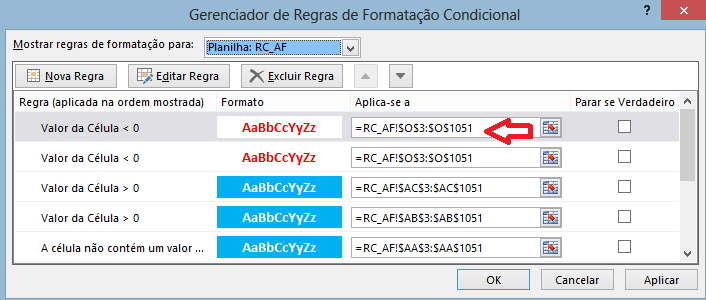 Gerenciador de Regras de Formatação Condicional ? x
Mostrar regras de formatação para: Planilha: RC_AF
Nova Regra Editar Regra Excluir Regra
Regra (aplicada na ordem mostrada) Formato Aplica-se a Parar se Verdadeiro
Valor da Célula < 0 AaBbCcYyZz =RC_AF!$O$3:$O$1051
Valor da Célula < 0 AaBbCcYyZz =RC_AF!$O$3:$O$1051
Valor da Célula > 0 AaBbCcYyZz =RC_AF!$AC$3:$AC$1051
Valor da Célula > 0 AaBbCcYyZz =RC_AF!$AB$3:$AB$1051
A célula não contém um valor ... AaBbCcYyZz =RC_AF!$AA$3:$AA$1051
OK Cancelar Aplicar